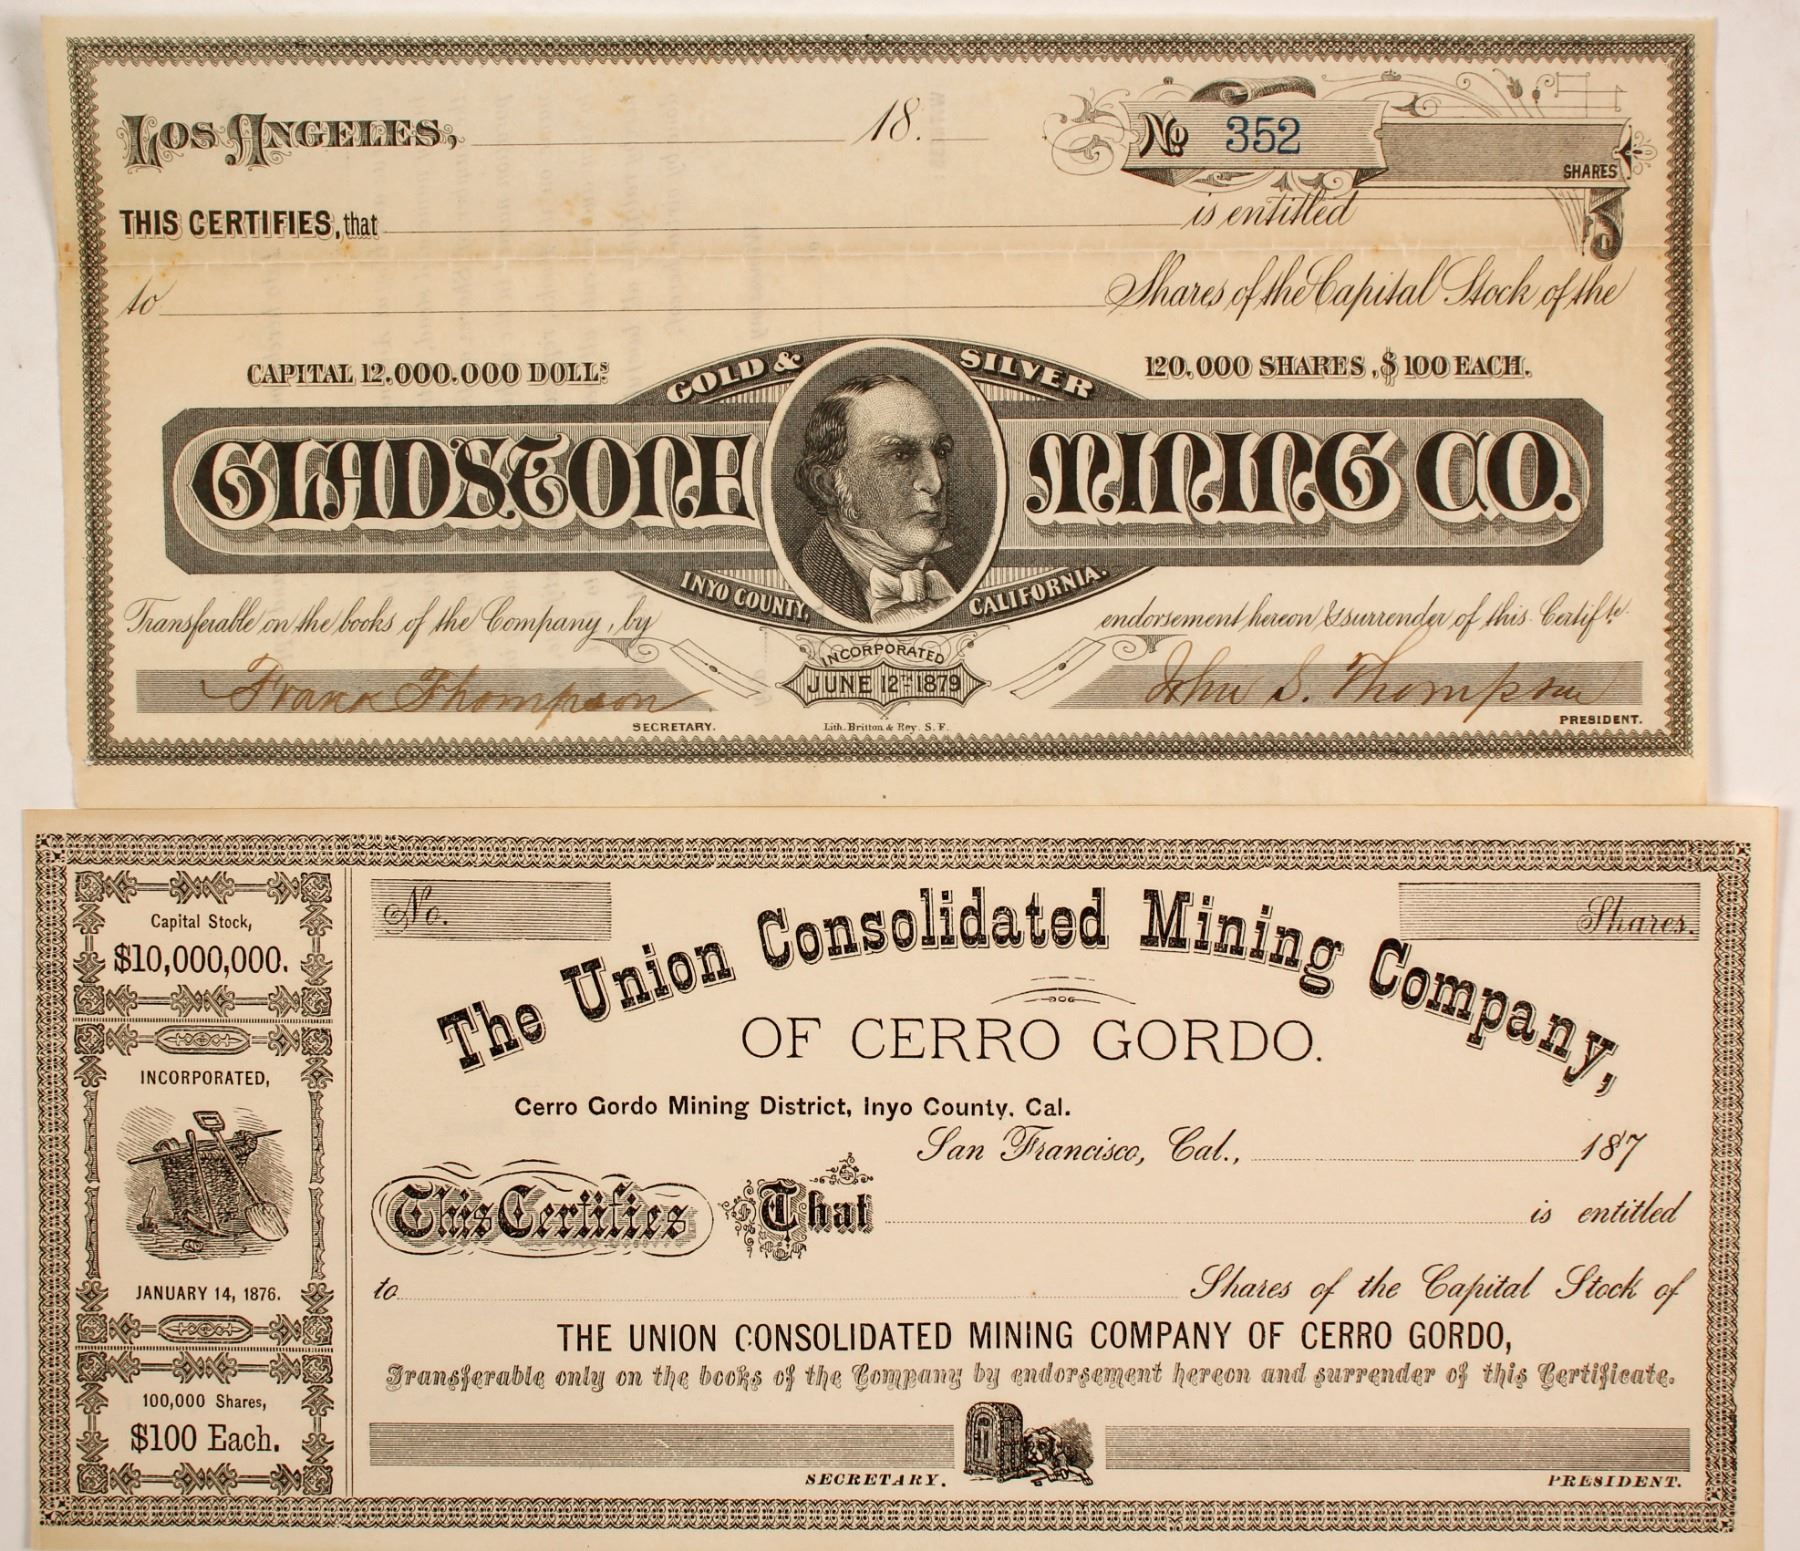 LOS ANGELES, 18
No 352 SHARES
THIS CERTIFIES, that is entitled
to Shares of the Capital Stock of the
CAPITAL 12.000.000 DOLLS. GOLD & SILVER 120,000 SHARES, $100 EACH.
GLADSTONE MINING CO.
INYO COUNTY, CALIFORNIA.
Transferable on the books of the Company, by endorsement hereon & surrender of this Certifte.
INCORPORATED
JUNE 12TH 1879
Frank Thompson John S. Thompson
SECRETARY. Lith. Britton & Rey. S. F. PRESIDENT.
Capital Stock,
$10,000,000.
INCORPORATED,
JANUARY 14, 1876.
100,000 Shares,
$100 Each.
No. Shares.
The Union Consolidated Mining Company,
OF CERRO GORDO.
Cerro Gordo Mining District, Inyo County. Cal.
San Francisco, Cal., 187
This Certifies That is entitled
to Shares of the Capital Stock of
THE UNION CONSOLIDATED MINING COMPANY OF CERRO GORDO,
Transferable only on the books of the Company by endorsement hereon and surrender of this Certificate.
SECRETARY. PRESIDENT.